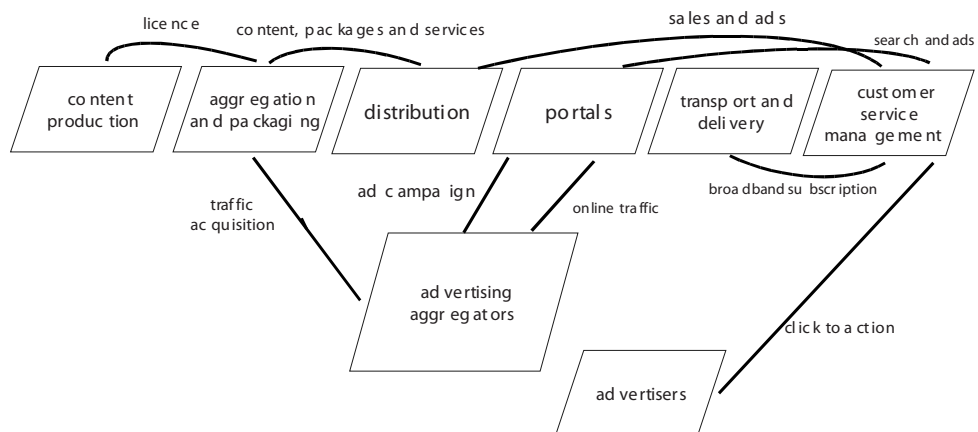 licence
content, packages and services
sales and ads
search and ads
content
production
aggregation
and packaging
distribution
portals
transport and
delivery
customer
service
management
traffic
acquisition
ad campaign
online traffic
broadband subscription
advertising
aggregators
click to action
advertisers